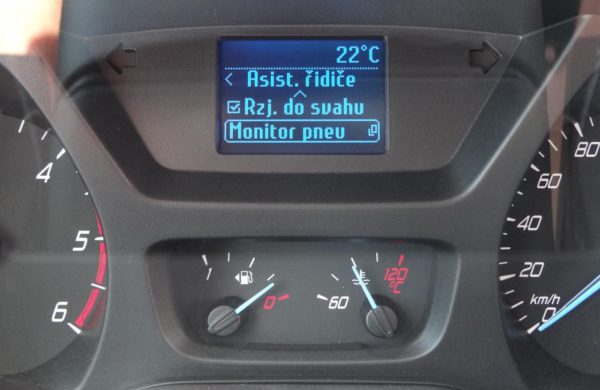 22°C
< Asist. řidiče
Rzj. do svahu
Monitor pneu
4
5
6
1
0
60
120
°C
80
60
40
20
km/h
0